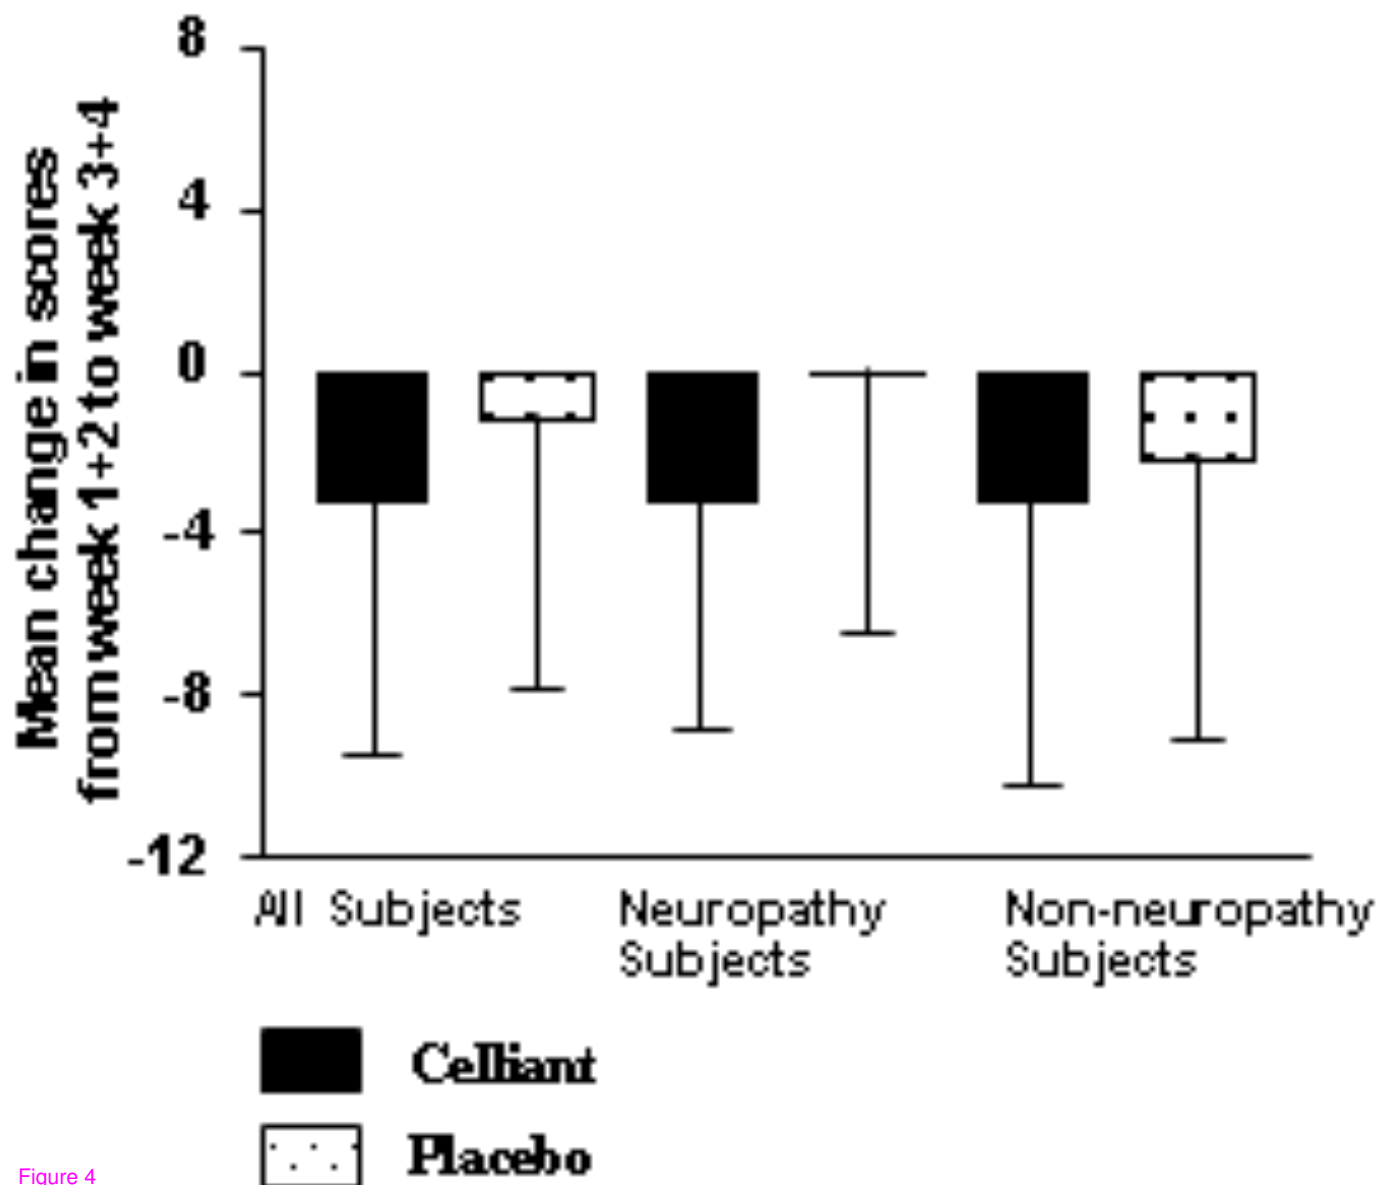 Mean change in scores
from week 1+2 to week 3+4
8
4
0
-4
-8
-12
All Subjects
Neuropathy
Subjects
Non-neuropathy
Subjects
Celliant
Placebo
Figure 4